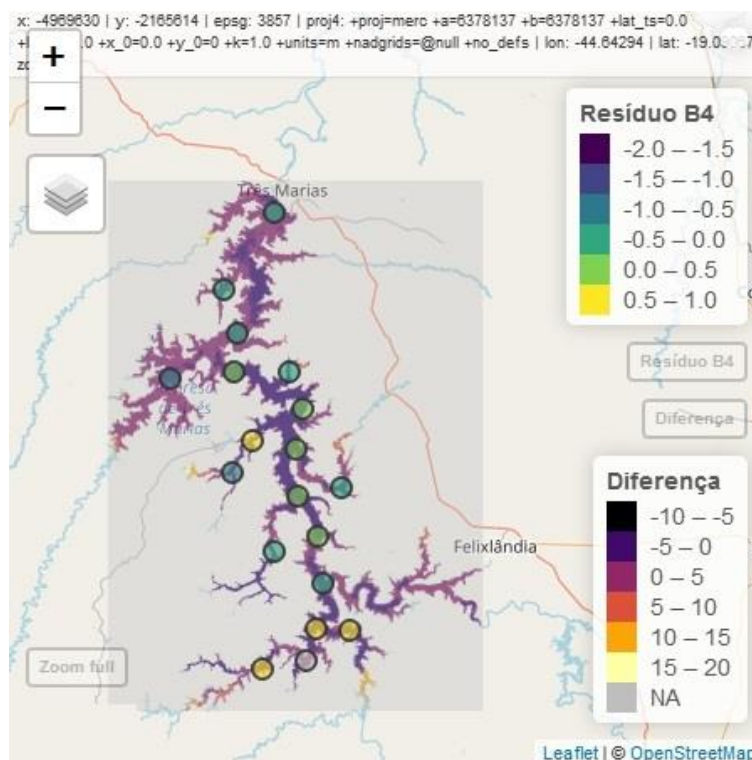 x: -4969630 | y: -2165614 | epsg: 3857 | proj4: +proj=merc +a=6378137 +b=6378137 +lat_ts=0.0
.0 +x_0=0.0 +y_0=0 +k=1.0 +units=m +nadgrids=@null +no_defs | lon: -44.64294 | lat:
+
−
Resíduo B4
-2.0 – -1.5
-1.5 – -1.0
-1.0 – -0.5
-0.5 – 0.0
0.0 – 0.5
0.5 – 1.0
Três Marias
Resíduo B4
de Três
Marias
Diferença
Diferença
-10 – -5
-5 – 0
0 – 5
5 – 10
10 – 15
15 – 20
NA
Felixlândia
Zoom full
Leaflet | © OpenStreetMap